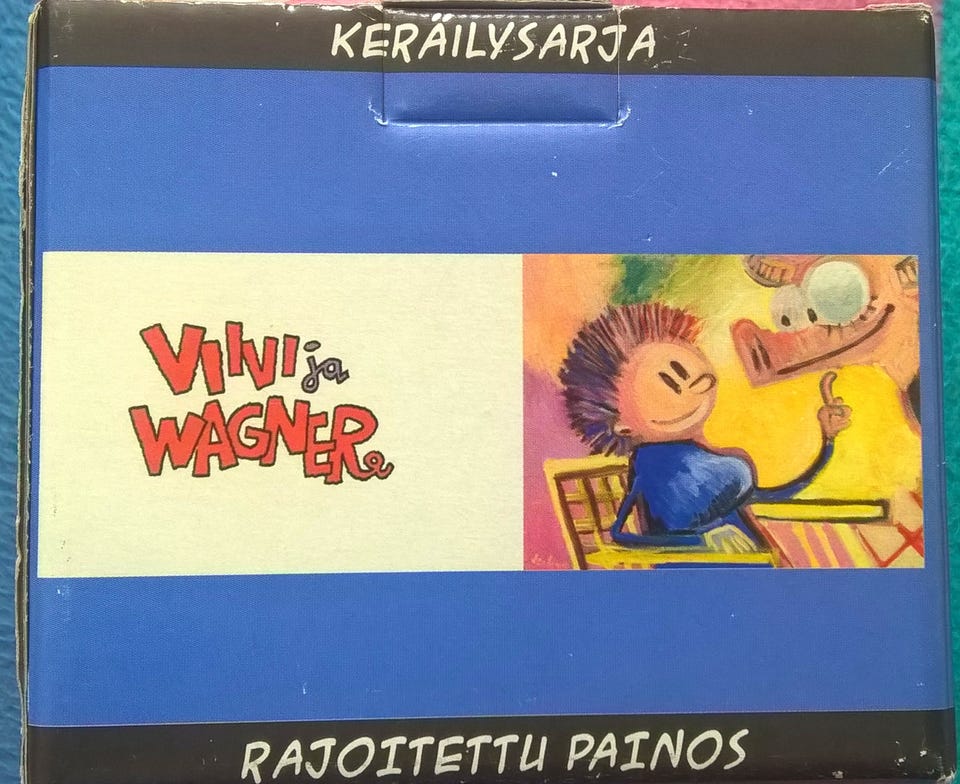 KERÄILYSARJA
VIIVI ja
WAGNER
RAJOITETTU PAINOS